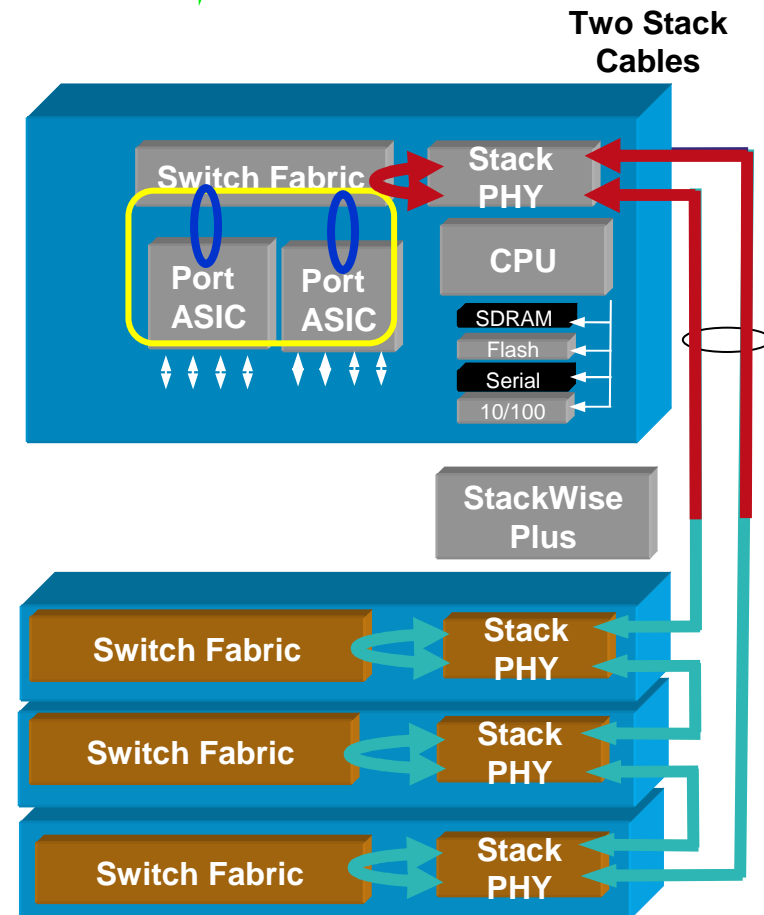 Two Stack
Cables
Switch Fabric
Stack
PHY
Port
ASIC
Port
ASIC
CPU
SDRAM
Flash
Serial
10/100
StackWise
Plus
Switch Fabric
Stack
PHY
Switch Fabric
Stack
PHY
Switch Fabric
Stack
PHY